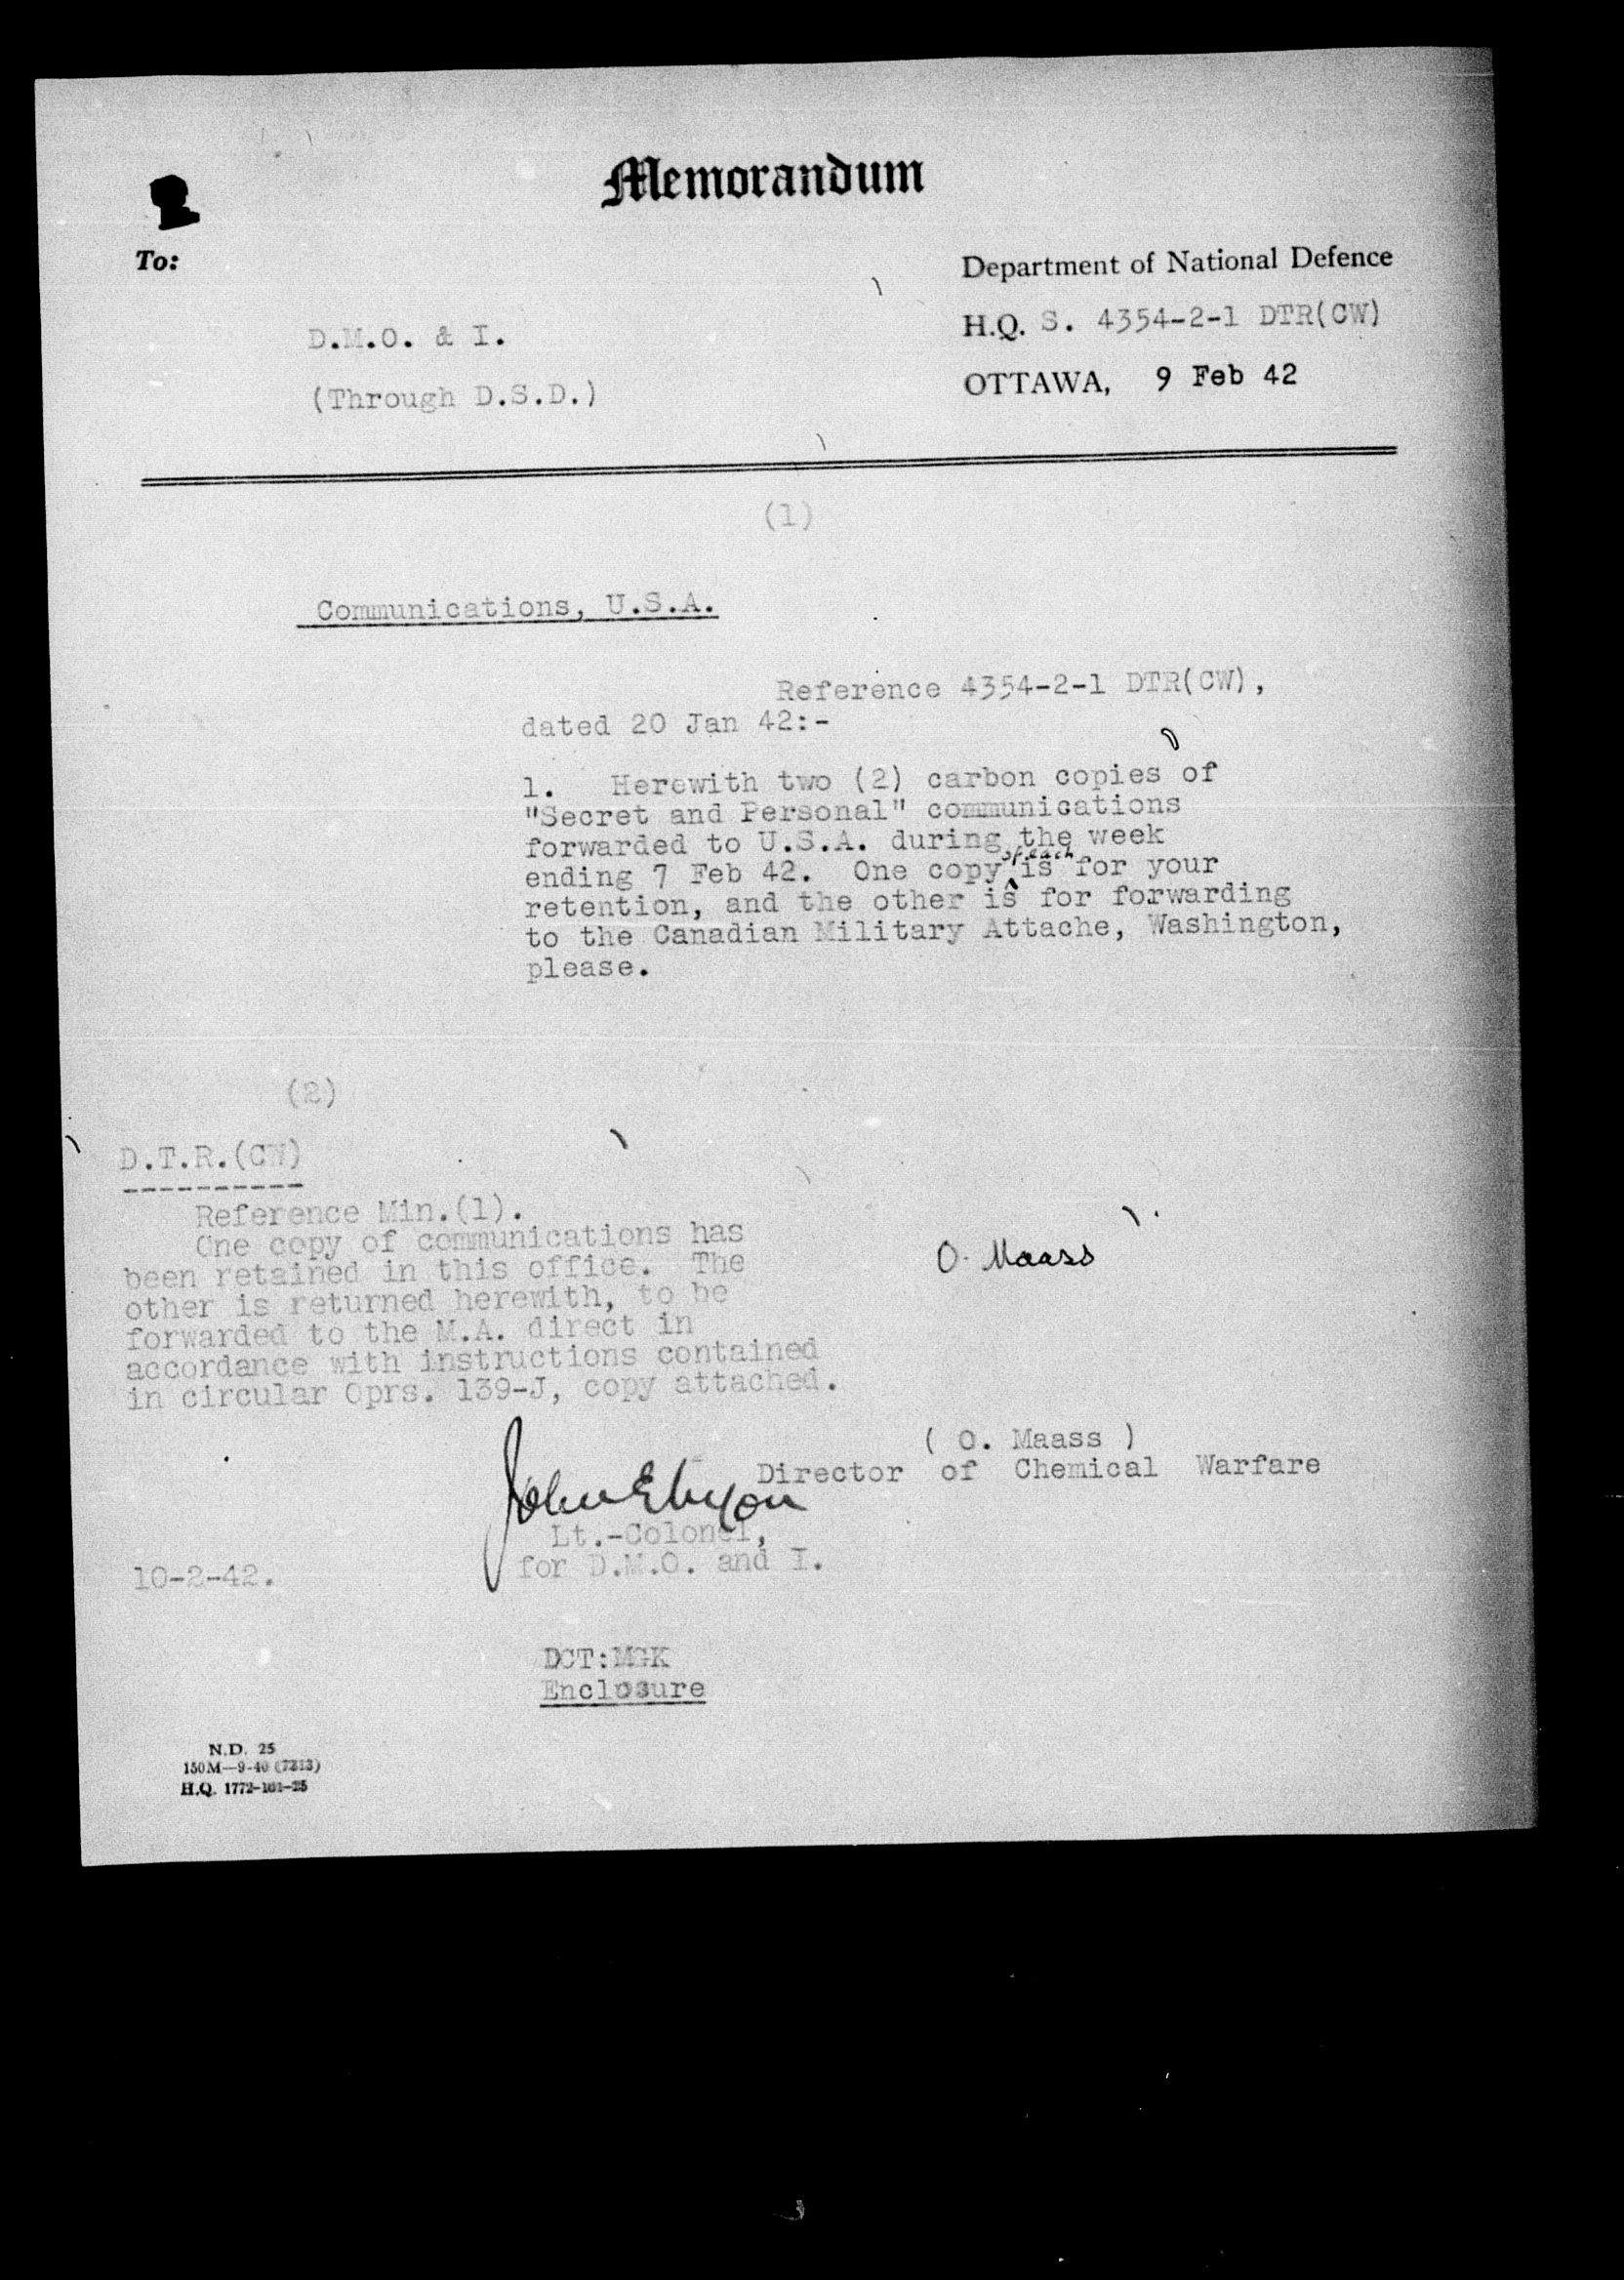 Memorandum
To:
Department of National Defence
D.M.O. & I.
H.Q. S. 4354-2-1 DTR(CW)
(Through D.S.D.)
OTTAWA, 9 Feb 42
(1)
Communications, U.S.A.
Reference 4354-2-1 DTR(CW),
dated 20 Jan 42:-
1. Herewith two (2) carbon copies of
"Secret and Personal" communications
forwarded to U.S.A. during the week
ending 7 Feb 42. One copy of each is for your
retention, and the other is for forwarding
to the Canadian Military Attache, Washington,
please.
(2)
D.T.R.(CW)
Reference Min.(1).
One copy of communications has
been retained in this office. The
other is returned herewith, to be
forwarded to the M.A. direct in
accordance with instructions contained
in circular Oprs. 139-J, copy attached.
O. Maass
( O. Maass )
Director of Chemical Warfare
John
Lt.-Colonel,
for D.M.O. and I.
10-2-42.
DCT:MGK
Enclosure
N.D. 25
150M—9-40 (7313)
H.Q. 1772-101-25